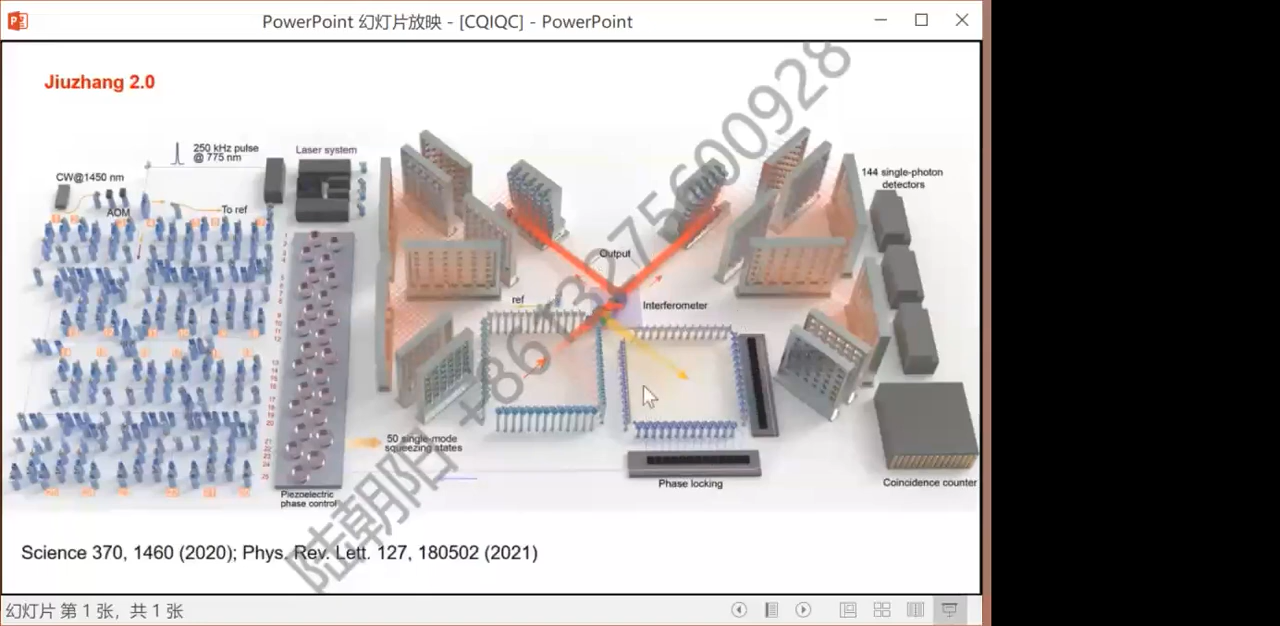 PowerPoint 幻灯片放映 - [CQIQC] - PowerPoint
Jiuzhang 2.0
250 kHz pulse
@ 775 nm
Laser system
CW@1450 nm
AOM
To ref
144 single-photon
detectors
Output
ref
Interferometer
50 single-mode
squeezing states
Piezoelectric
phase control
Phase locking
Coincidence counter
陆朝阳 +8613275600928
Science 370, 1460 (2020); Phys. Rev. Lett. 127, 180502 (2021)
幻灯片 第 1 张，共 1 张